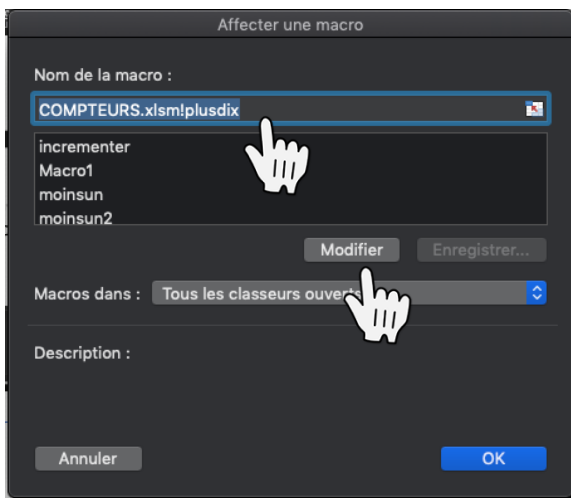 Affecter une macro
Nom de la macro :
COMPTEURS.xlsm!plusdix
incrementer
Macro1
moinsun
moinsun2
Modifier Enregistrer...
Macros dans : Tous les classeurs ouverts
Description :
Annuler OK